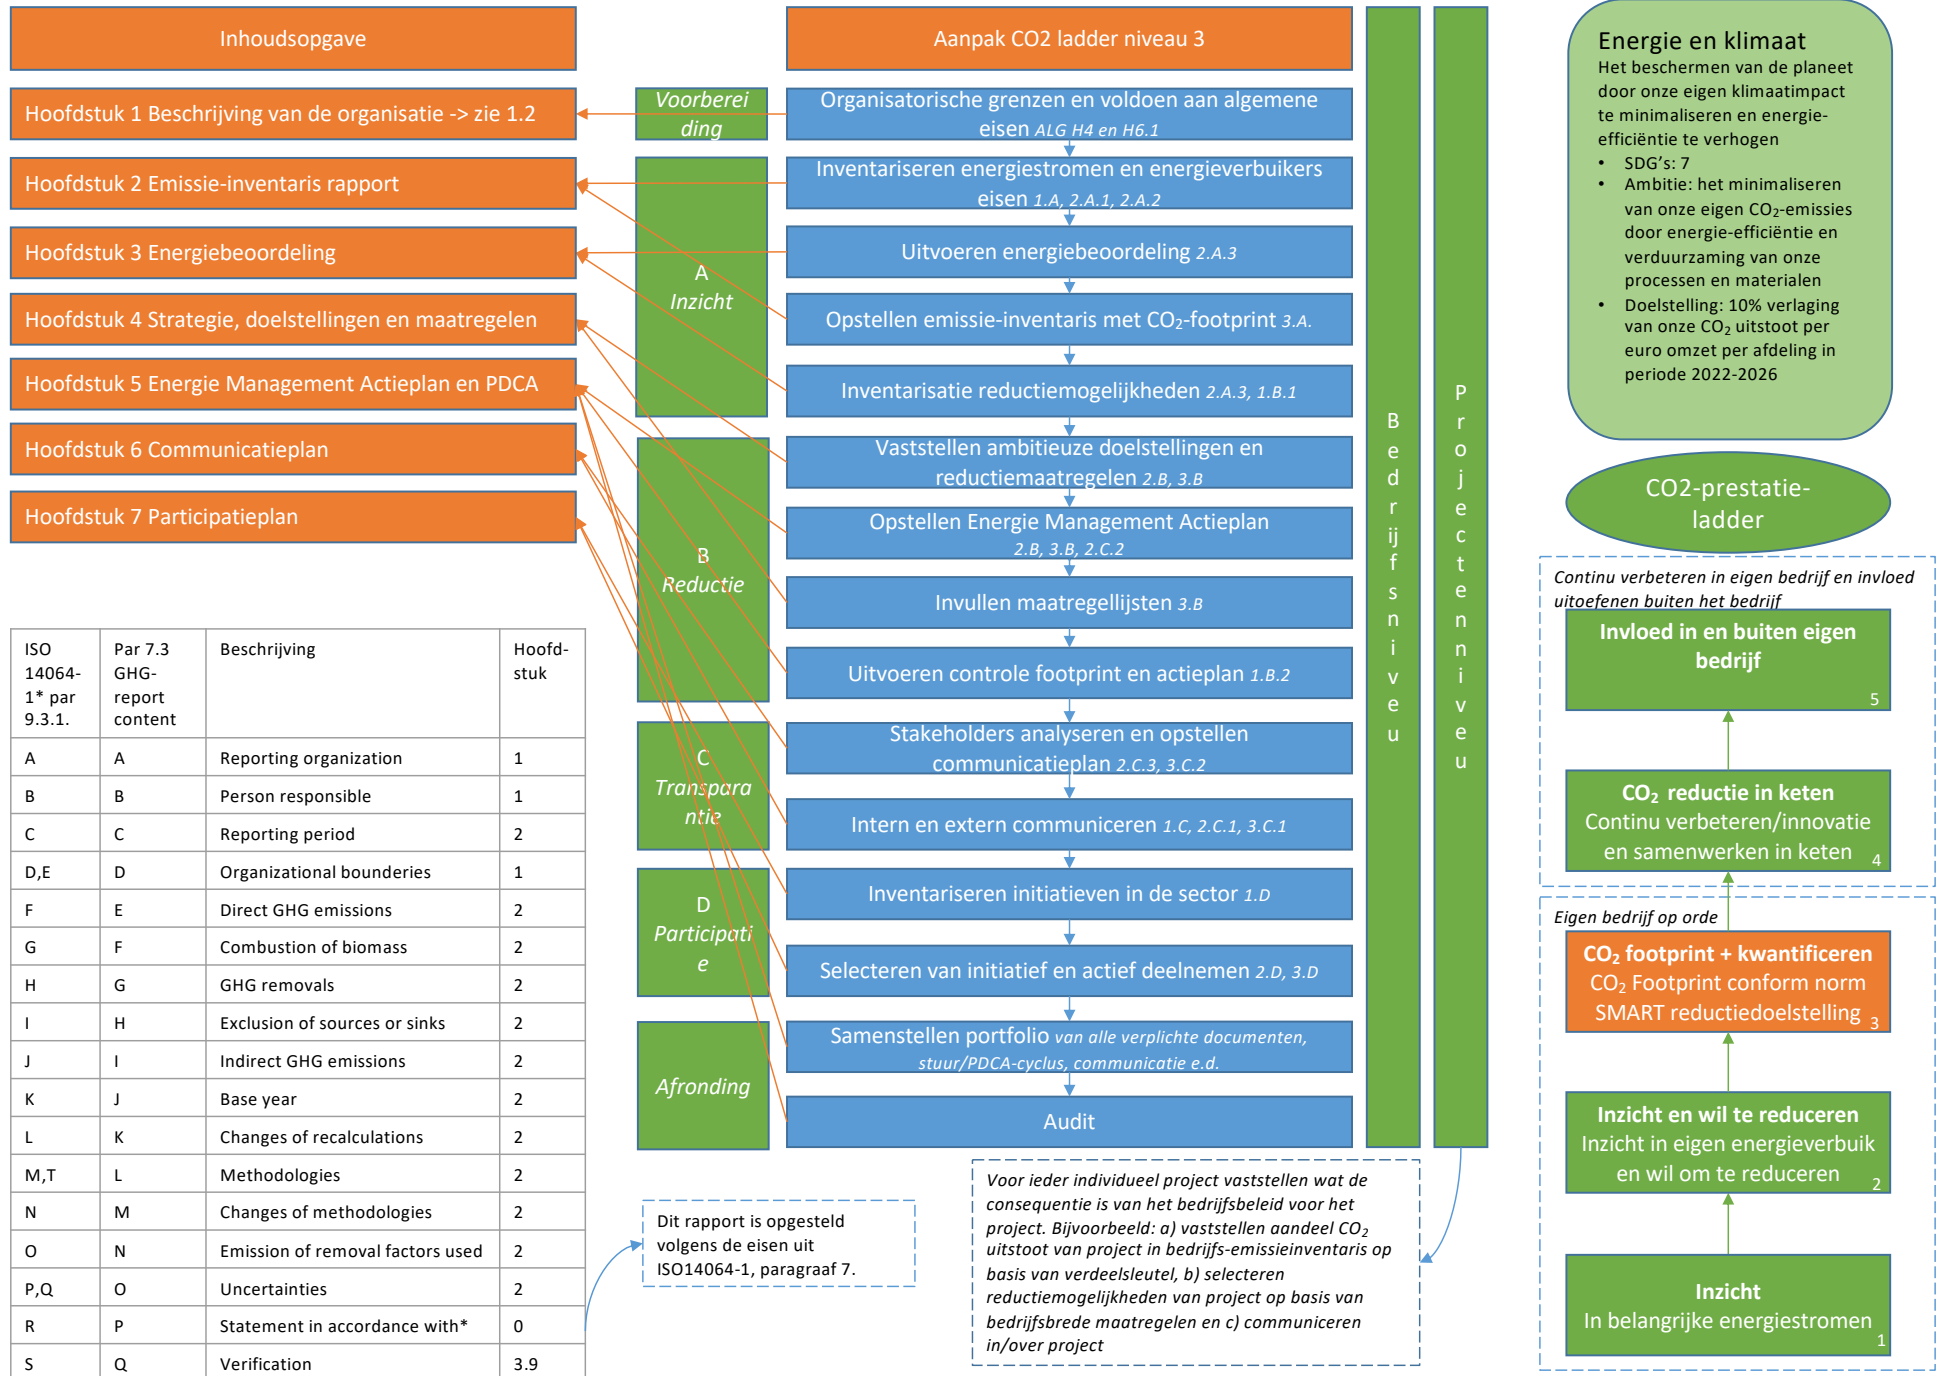 Inhoudsopgave
Hoofdstuk 1 Beschrijving van de organisatie -> zie 1.2
Hoofdstuk 2 Emissie-inventaris rapport
Hoofdstuk 3 Energiebeoordeling
Hoofdstuk 4 Strategie, doelstellingen en maatregelen
Hoofdstuk 5 Energie Management Actieplan en PDCA
Hoofdstuk 6 Communicatieplan
Hoofdstuk 7 Participatieplan
ISO 14064-1* par 9.3.1. | Par 7.3 GHG-report content | Beschrijving | Hoofd-stuk
A A Reporting organization 1
B B Person responsible 1
C C Reporting period 2
D,E D Organizational bounderies 1
F E Direct GHG emissions 2
G F Combustion of biomass 2
H G GHG removals 2
I H Exclusion of sources or sinks 2
J I Indirect GHG emissions 2
K J Base year 2
L K Changes of recalculations 2
M,T L Methodologies 2
N M Changes of methodologies 2
O N Emission of removal factors used 2
P,Q O Uncertainties 2
R P Statement in accordance with* 0
S Q Verification 3.9
Voorberei
ding
A
Inzicht
B
Reductie
C
Transpara
ntie
D
Participati
e
Afronding
Aanpak CO2 ladder niveau 3
Organisatorische grenzen en voldoen aan algemene
eisen ALG H4 en H6.1
Inventariseren energiestromen en energieverbuikers
eisen 1.A, 2.A.1, 2.A.2
Uitvoeren energiebeoordeling 2.A.3
Opstellen emissie-inventaris met CO2-footprint 3.A.
Inventarisatie reductiemogelijkheden 2.A.3, 1.B.1
Vaststellen ambitieuze doelstellingen en
reductiemaatregelen 2.B, 3.B
Opstellen Energie Management Actieplan
2.B, 3.B, 2.C.2
Invullen maatregellijsten 3.B
Uitvoeren controle footprint en actieplan 1.B.2
Stakeholders analyseren en opstellen
communicatieplan 2.C.3, 3.C.2
Intern en extern communiceren 1.C, 2.C.1, 3.C.1
Inventariseren initiatieven in de sector 1.D
Selecteren van initiatief en actief deelnemen 2.D, 3.D
Samenstellen portfolio van alle verplichte documenten,
stuur/PDCA-cyclus, communicatie e.d.
Audit
Bedrijfsniveu
Projectenniveu
Dit rapport is opgesteld
volgens de eisen uit
ISO14064-1, paragraaf 7.
Voor ieder individueel project vaststellen wat de
consequentie is van het bedrijfsbeleid voor het
project. Bijvoorbeeld: a) vaststellen aandeel CO2
uitstoot van project in bedrijfs-emissieinventaris op
basis van verdeelsleutel, b) selecteren
reductiemogelijkheden van project op basis van
bedrijfsbrede maatregelen en c) communiceren
in/over project
Energie en klimaat
Het beschermen van de planeet
door onze eigen klimaatimpact
te minimaliseren en energie-
efficiëntie te verhogen
• SDG's: 7
• Ambitie: het minimaliseren
van onze eigen CO2-emissies
door energie-efficiëntie en
verduurzaming van onze
processen en materialen
• Doelstelling: 10% verlaging
van onze CO2 uitstoot per
euro omzet per afdeling in
periode 2022-2026
CO2-prestatie-
ladder
Continu verbeteren in eigen bedrijf en invloed
uitoefenen buiten het bedrijf
Invloed in en buiten eigen
bedrijf
5
CO2 reductie in keten
Continu verbeteren/innovatie
en samenwerken in keten 4
Eigen bedrijf op orde
CO2 footprint + kwantificeren
CO2 Footprint conform norm
SMART reductiedoelstelling 3
Inzicht en wil te reduceren
Inzicht in eigen energieverbuik
en wil om te reduceren 2
Inzicht
In belangrijke energiestromen 1